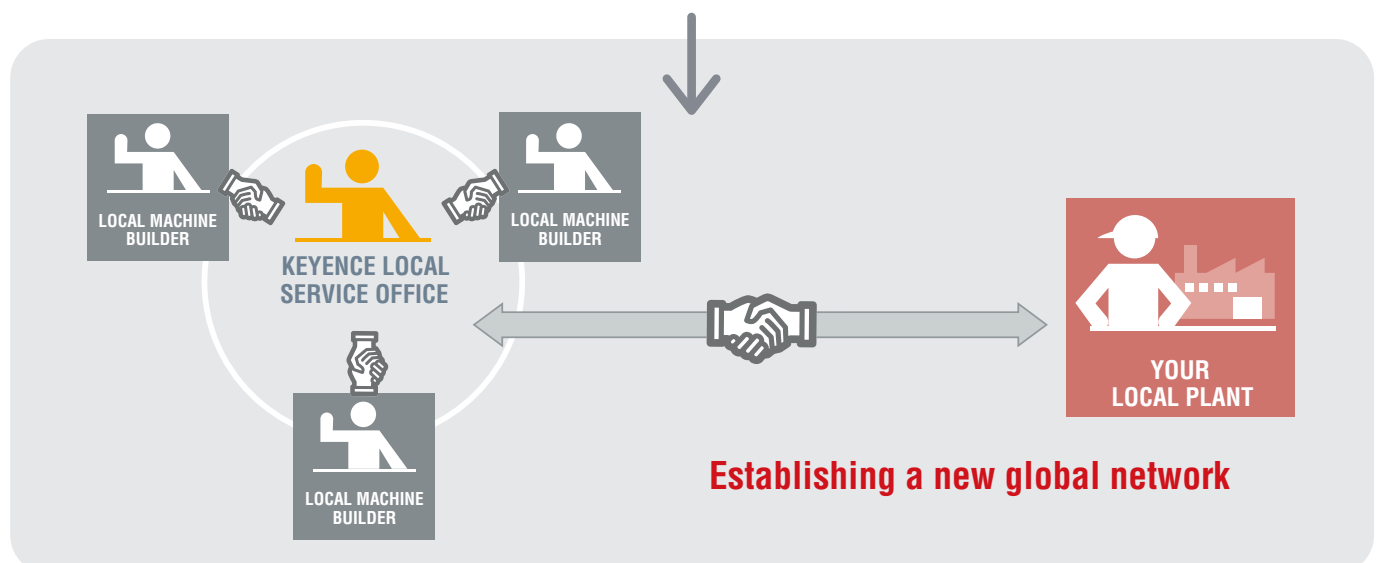 LOCAL MACHINE
BUILDER
KEYENCE LOCAL
SERVICE OFFICE
LOCAL MACHINE
BUILDER
LOCAL MACHINE
BUILDER
YOUR
LOCAL PLANT
Establishing a new global network